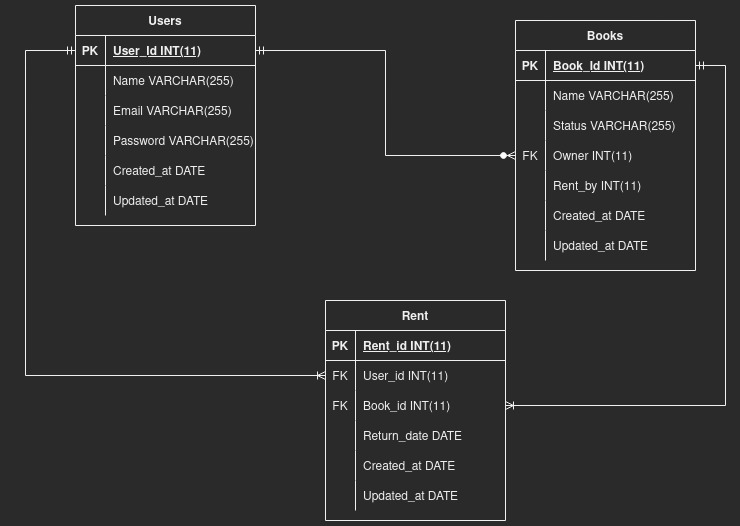 Users
PK User_Id INT(11)
Name VARCHAR(255)
Email VARCHAR(255)
Password VARCHAR(255)
Created_at DATE
Updated_at DATE
Books
PK Book_Id INT(11)
Name VARCHAR(255)
Status VARCHAR(255)
FK Owner INT(11)
Rent_by INT(11)
Created_at DATE
Updated_at DATE
Rent
PK Rent_id INT(11)
FK User_id INT(11)
FK Book_id INT(11)
Return_date DATE
Created_at DATE
Updated_at DATE